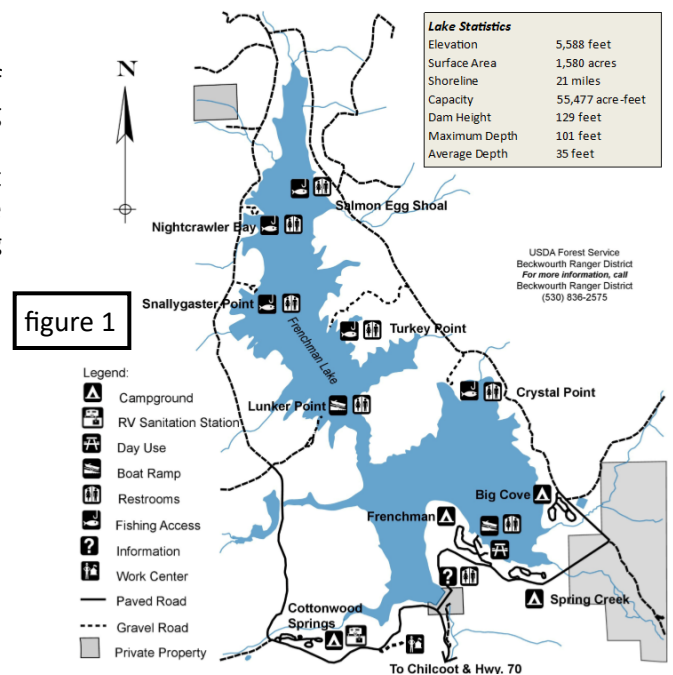 Lake Statistics
Elevation 5,588 feet
Surface Area 1,580 acres
Shoreline 21 miles
Capacity 55,477 acre-feet
Dam Height 129 feet
Maximum Depth 101 feet
Average Depth 35 feet
N
Salmon Egg Shoal
Nightcrawler Bay
USDA Forest Service
Beckwourth Ranger District
For more information, call
Beckwourth Ranger District
(530) 836-2575
Snallygaster Point
figure 1
Frenchman Lake
Turkey Point
Legend:
Campground
RV Sanitation Station
Day Use
Boat Ramp
Restrooms
Fishing Access
? Information
Work Center
Paved Road
Gravel Road
Private Property
Crystal Point
Lunker Point
Big Cove
Frenchman
?
Spring Creek
Cottonwood
Springs
To Chilcoot & Hwy. 70